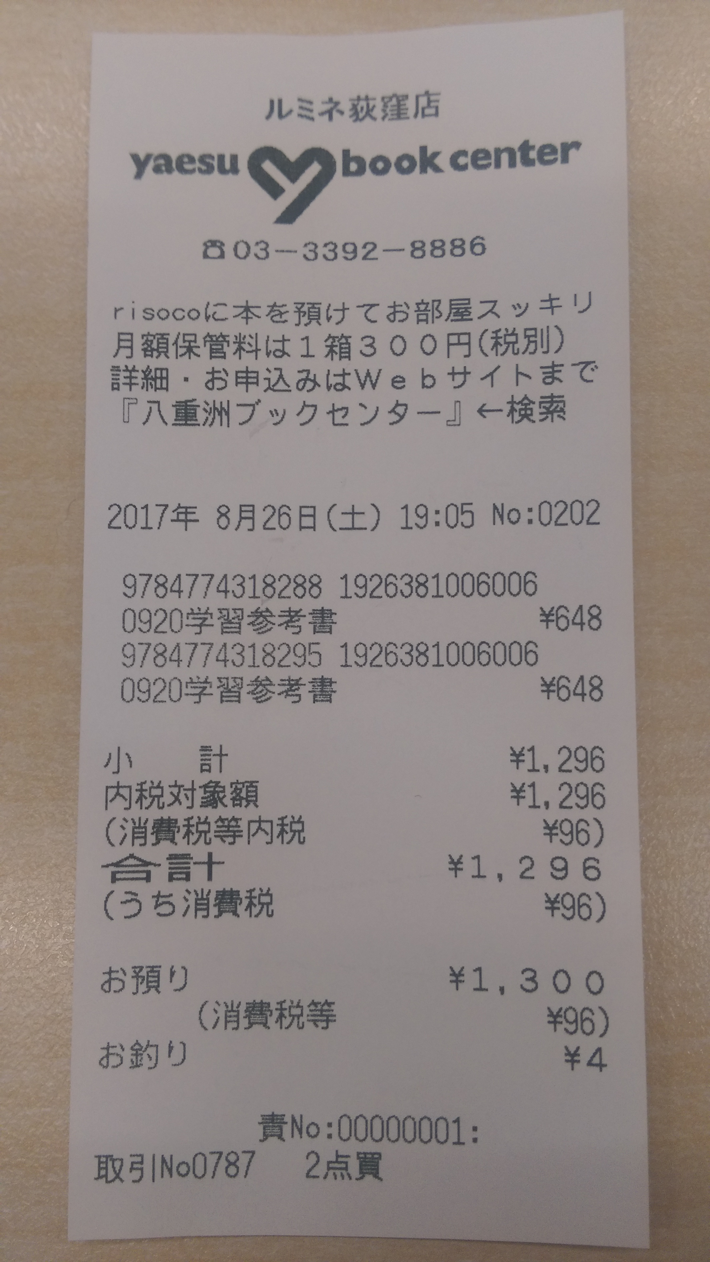 ルミネ荻窪店
yaesu book center
☎03-3392-8886
risocoに本を預けてお部屋スッキリ
月額保管料は1箱300円(税別)
詳細・お申込みはWebサイトまで
『八重洲ブックセンター』←検索
2017年 8月26日(土) 19:05 No:0202
9784774318288 1926381006006
0920学習参考書 ¥648
9784774318295 1926381006006
0920学習参考書 ¥648
小 計 ¥1,296
内税対象額 ¥1,296
(消費税等内税 ¥96)
合計 ¥1,296
(うち消費税 ¥96)
お預り ¥1,300
(消費税等 ¥96)
お釣り ¥4
責No:00000001:
取引No0787 2点買